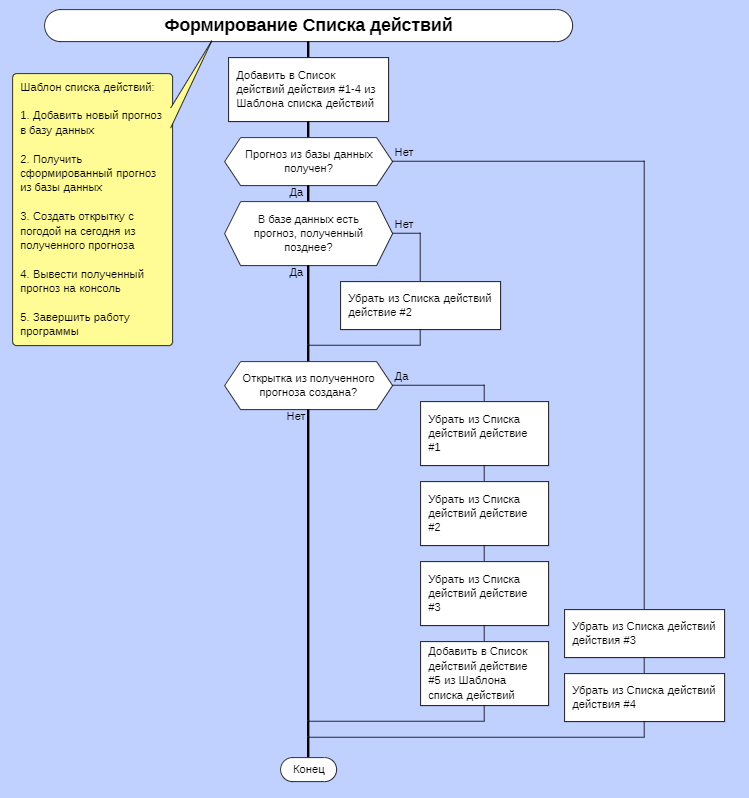 Формирование Списка действий
Шаблон списка действий:
1. Добавить новый прогноз
в базу данных
2. Получить
сформированный прогноз
из базы данных
3. Создать открытку с
погодой на сегодня из
полученного прогноза
4. Вывести полученный
прогноз на консоль
5. Завершить работу
программы
Добавить в Список
действий действия #1-4 из
Шаблона списка действий
Прогноз из базы данных
получен?
Нет
Да
В базе данных есть
прогноз, полученный
позднее?
Нет
Да
Убрать из Списка действий
действие #2
Открытка из полученного
прогноза создана?
Да
Нет
Убрать из Списка
действий действие
#1
Убрать из Списка
действий действие
#2
Убрать из Списка
действий действие
#3
Добавить в Список
действий действие
#5 из Шаблона
списка действий
Убрать из Списка действий
действия #3
Убрать из Списка действий
действия #4
Конец